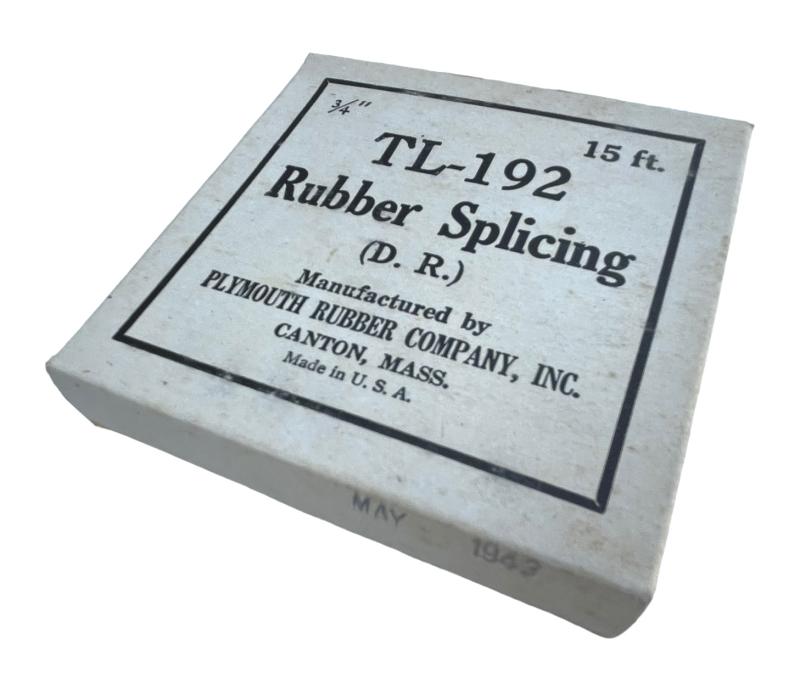 3/4"
15 ft.
TL-192
Rubber Splicing
(D. R.)
Manufactured by
PLYMOUTH RUBBER COMPANY, INC.
CANTON, MASS.
Made in U. S. A.
MAY 1943